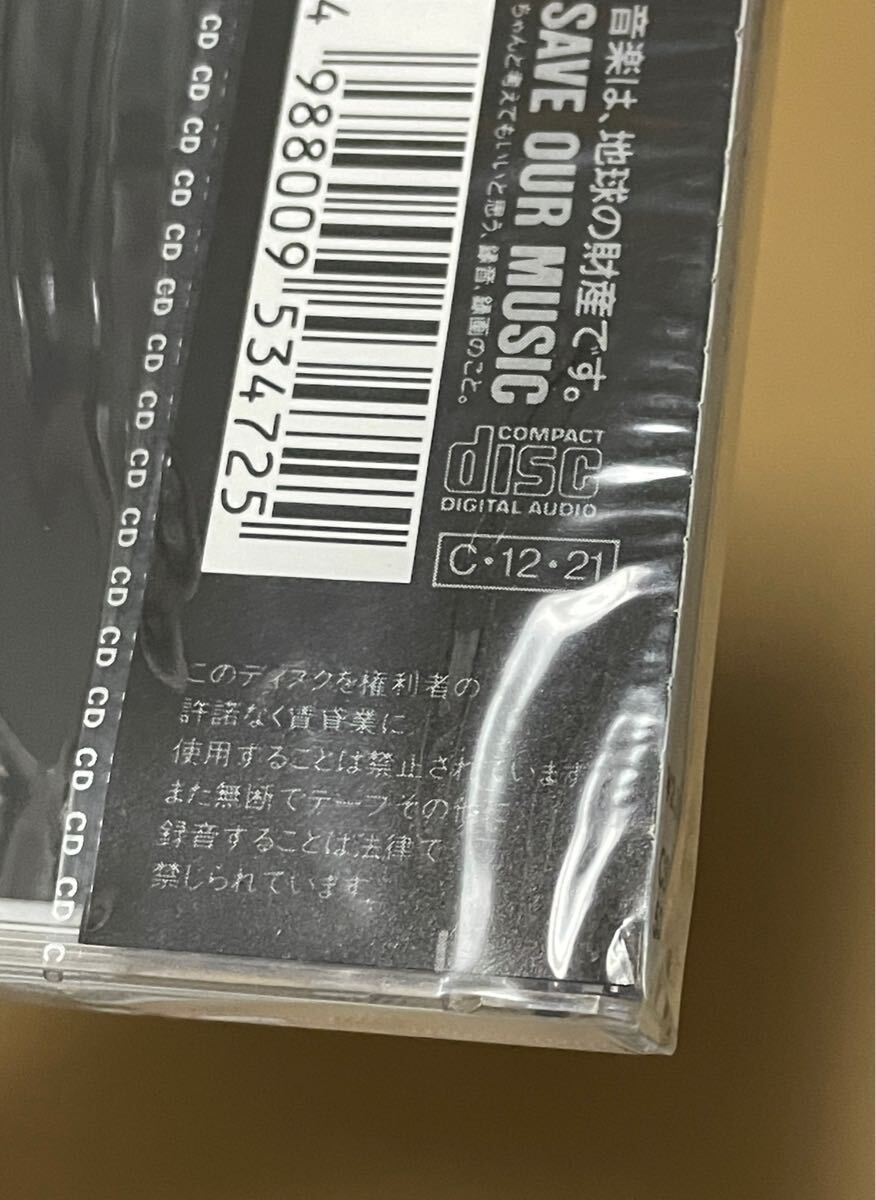 音楽は、地球の財産です。
SAVE OUR MUSIC
ちゃんと考えてもいいと思う、録音、録画のこと。
4 988009 534725
COMPACT
disc
DIGITAL AUDIO
C・12・21
このディスクを権利者の
許諾なく賃貸業に
使用することは禁止されています
また無断でテープその他に
録音することは法律で
禁じられています
CD CD CD CD CD CD CD CD CD CD CD CD CD CD CD CD CD